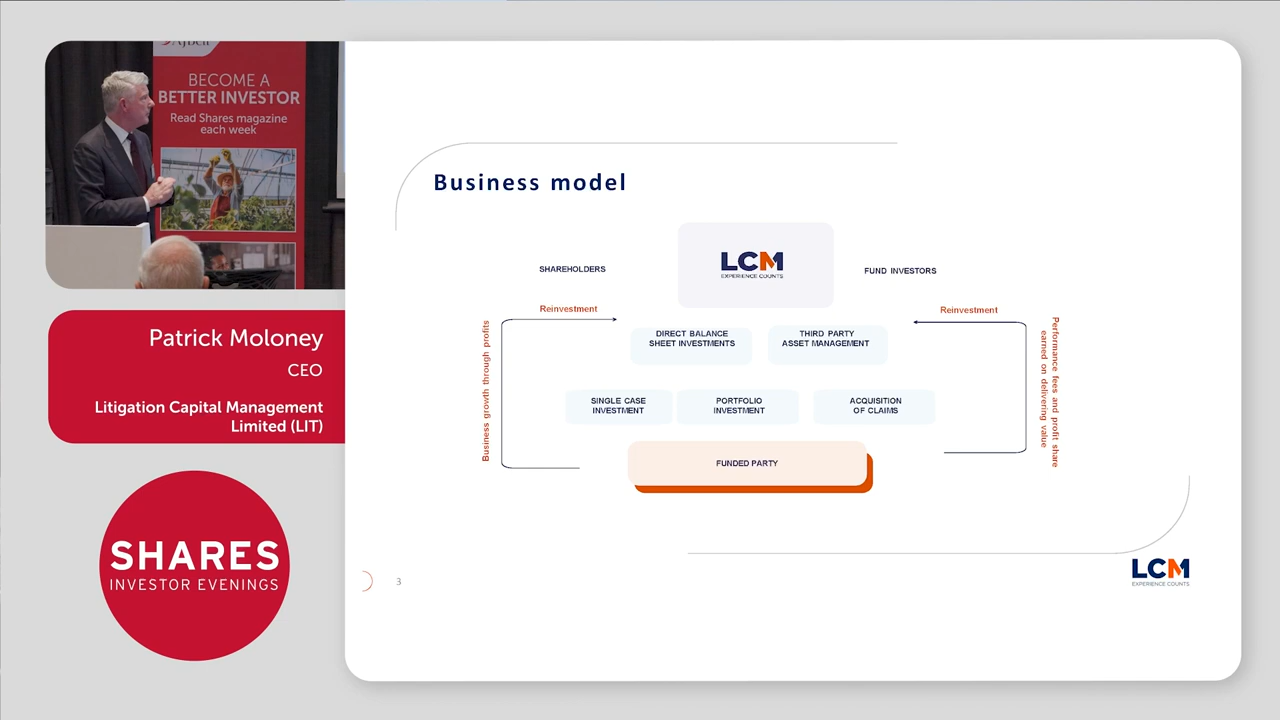 AJBell
BECOME A
BETTER INVESTOR
Read Shares magazine
each week
Patrick Moloney
CEO
Litigation Capital Management
Limited (LIT)
SHARES
INVESTOR EVENINGS
Business model
LCM
EXPERIENCE COUNTS
SHAREHOLDERS
FUND INVESTORS
Reinvestment
Reinvestment
Business growth through profits
DIRECT BALANCE
SHEET INVESTMENTS
THIRD PARTY
ASSET MANAGEMENT
SINGLE CASE
INVESTMENT
PORTFOLIO
INVESTMENT
ACQUISITION
OF CLAIMS
FUNDED PARTY
Performance fees and profit share
earned on delivering value
3
LCM
EXPERIENCE COUNTS